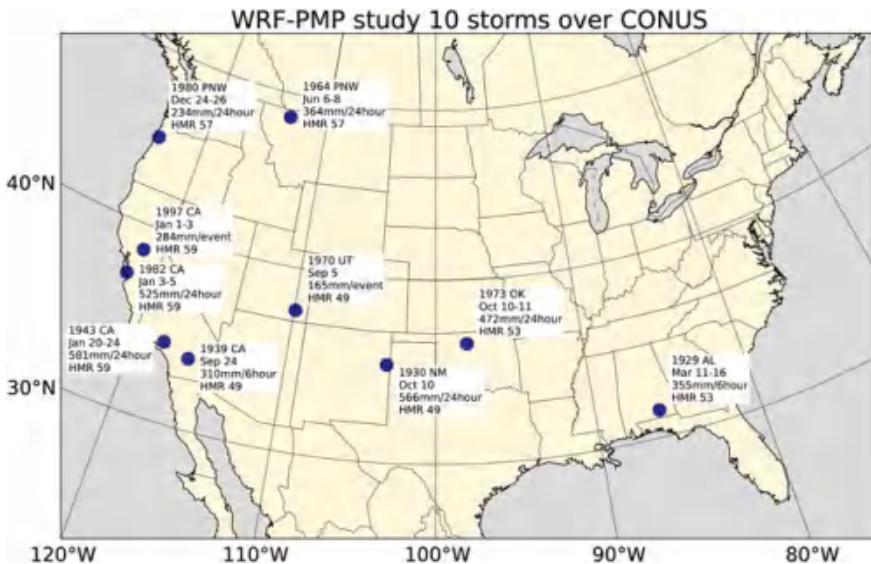 WRF-PMP study 10 storms over CONUS
1980 PNW
Dec 24-26
234mm/24hour
HMR 57
1964 PNW
Jun 6-8
364mm/24hour
HMR 57
40°N
1997 CA
Jan 1-3
284mm/event
HMR 59
1982 CA
Jan 3-5
525mm/24hour
HMR 59
1970 UT
Sep 5
165mm/event
HMR 49
1973 OK
Oct 10-11
472mm/24hour
HMR 53
1943 CA
Jan 20-24
581mm/24hour
HMR 59
1939 CA
Sep 24
310mm/6hour
HMR 49
1930 NM
Oct 10
566mm/24hour
HMR 49
1929 AL
Mar 11-16
355mm/6hour
HMR 53
30°N
120°W
110°W
100°W
90°W
80°W